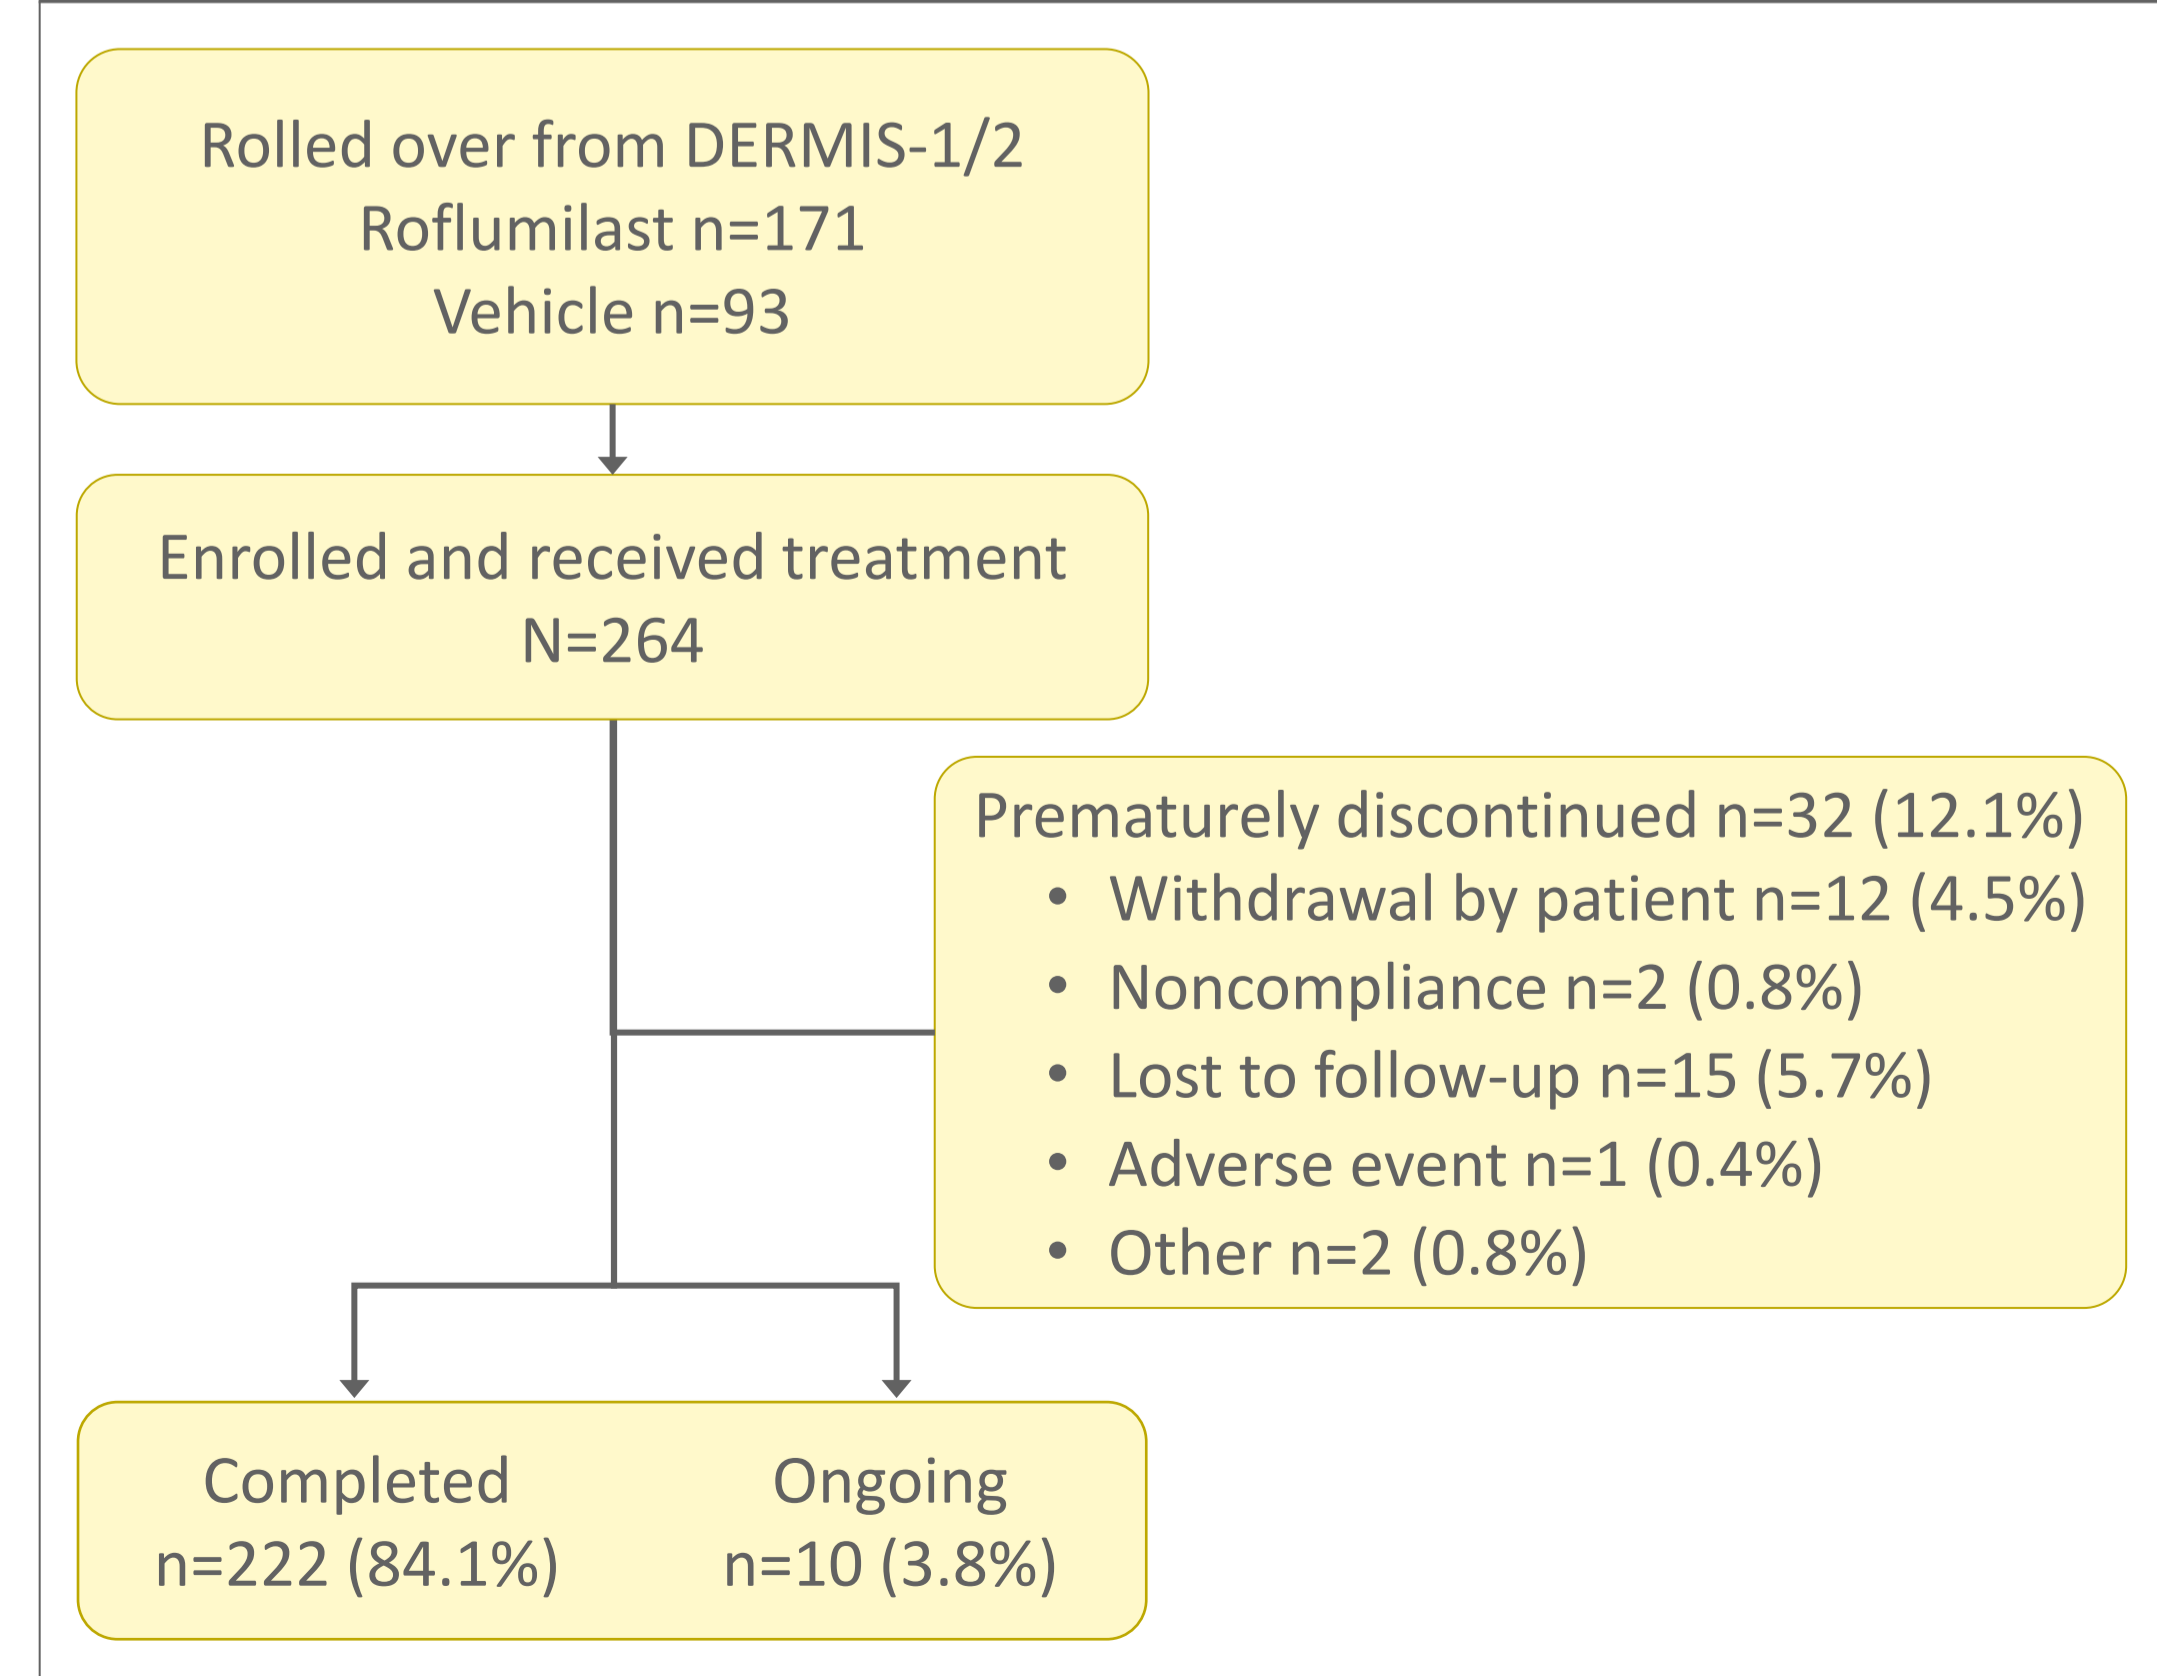 Rolled over from DERMIS-1/2
Roflumilast n=171
Vehicle n=93
Enrolled and received treatment
N=264
Prematurely discontinued n=32 (12.1%)
• Withdrawal by patient n=12 (4.5%)
• Noncompliance n=2 (0.8%)
• Lost to follow-up n=15 (5.7%)
• Adverse event n=1 (0.4%)
• Other n=2 (0.8%)
Completed
n=222 (84.1%)
Ongoing
n=10 (3.8%)